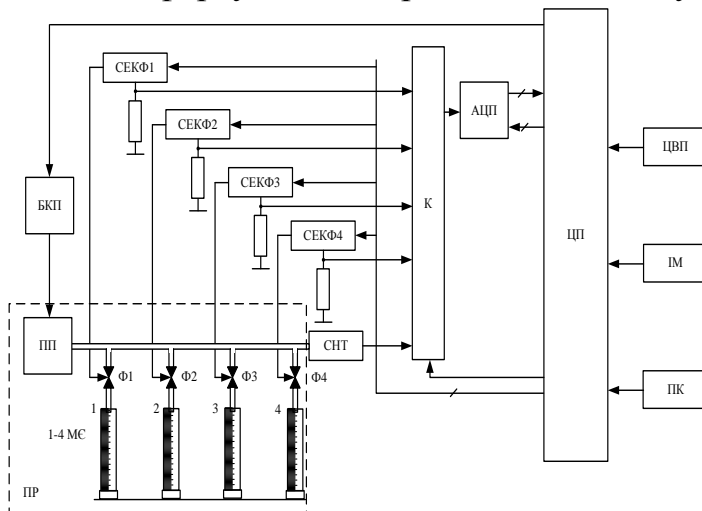 СЕКФ1
СЕКФ2
СЕКФ3
СЕКФ4
БКП
К
АЦП
ЦП
ЦВП
ІМ
ПК
ПП
СНТ
Ф1
Ф2
Ф3
Ф4
1
2
3
4
1-4 МЄ
ПР